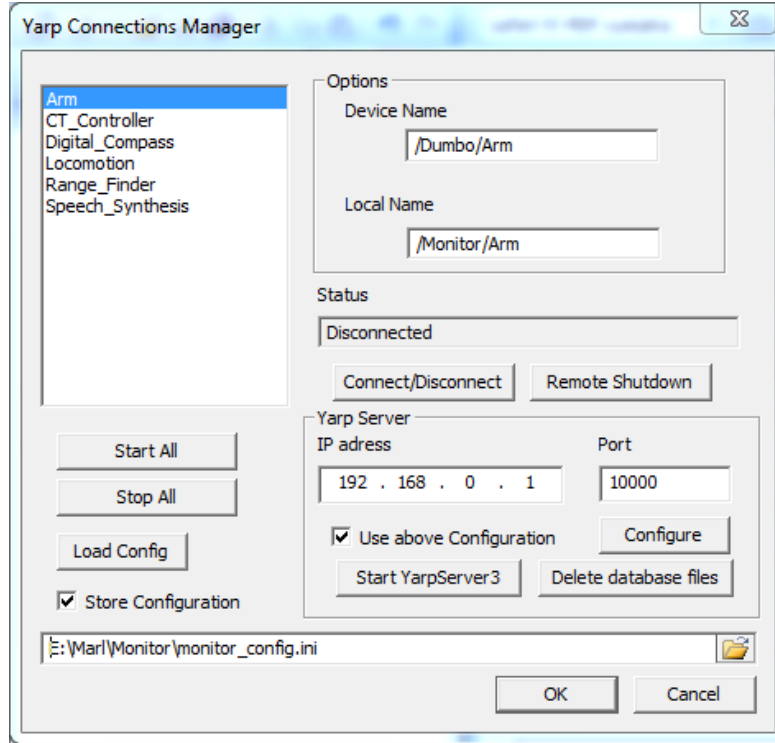 Yarp Connections Manager
Arm
CT_Controller
Digital_Compass
Locomotion
Range_Finder
Speech_Synthesis
Options
Device Name
/Dumbo/Arm
Local Name
/Monitor/Arm
Status
Disconnected
Connect/Disconnect
Remote Shutdown
Start All
Stop All
Load Config
Store Configuration
Yarp Server
IP adress
Port
192 . 168 . 0 . 1
10000
Use above Configuration
Configure
Start YarpServer3
Delete database files
E:\Marl\Monitor\monitor_config.ini
OK
Cancel